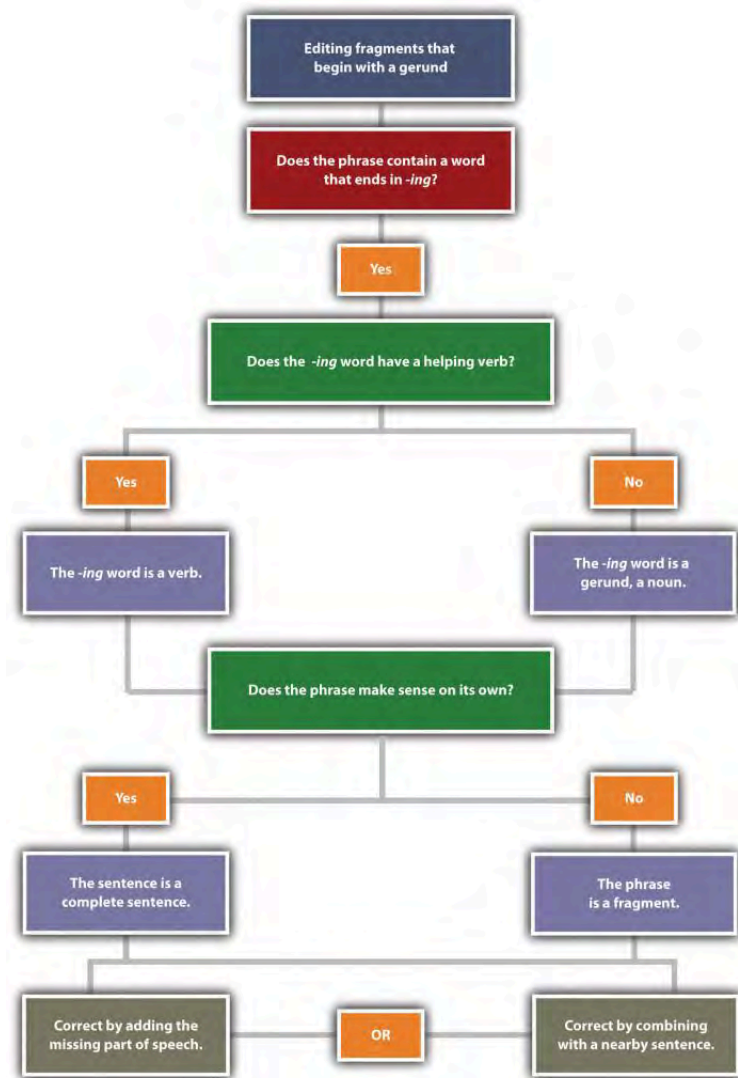 Editing fragments that
begin with a gerund
Does the phrase contain a word
that ends in -ing?
Yes
Does the -ing word have a helping verb?
Yes
No
The -ing word is a verb.
The -ing word is a
gerund, a noun.
Does the phrase make sense on its own?
Yes
No
The sentence is a
complete sentence.
The phrase
is a fragment.
Correct by adding the
missing part of speech.
OR
Correct by combining
with a nearby sentence.